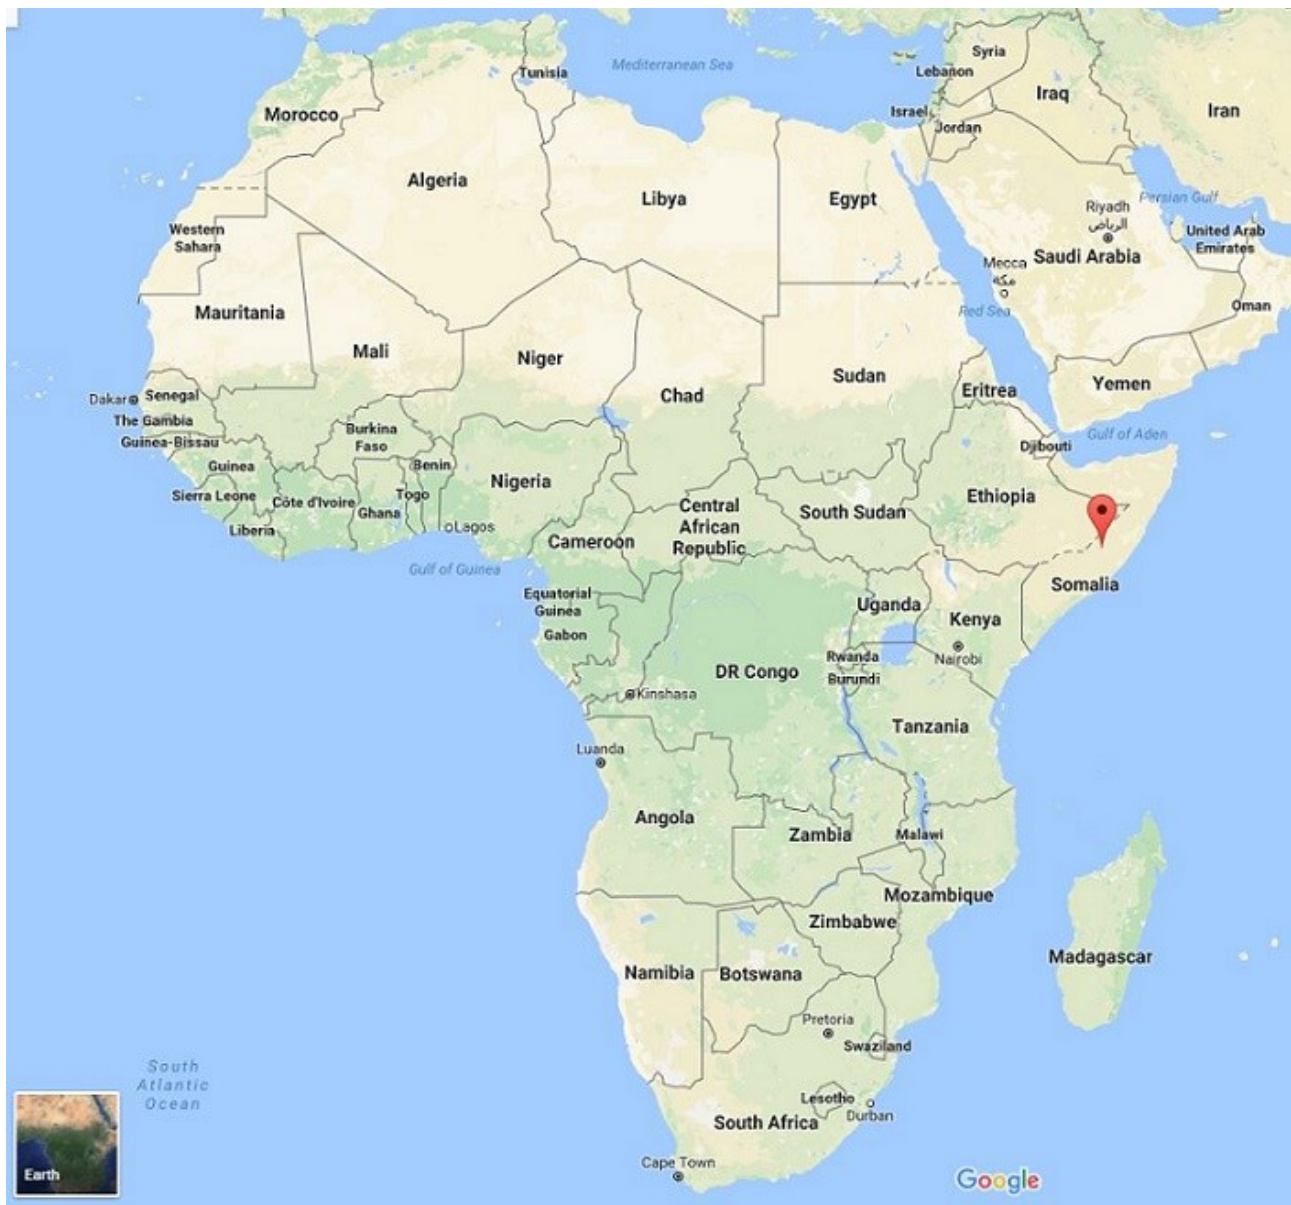 Mediterranean Sea
Syria
Tunisia
Lebanon
Iraq
Iran
Morocco
Israel
Jordan
Algeria
Libya
Egypt
Persian Gulf
Riyadh
الرياض
Western
Sahara
United Arab
Emirates
Saudi Arabia
Mecca
مكة
Mauritania
Red Sea
Oman
Mali
Niger
Chad
Sudan
Eritrea
Yemen
Dakar
Senegal
The Gambia
Guinea-Bissau
Burkina
Faso
Gulf of Aden
Djibouti
Guinea
Benin
Nigeria
Ethiopia
Sierra Leone
Côte d'Ivoire
Togo
Ghana
Central
African
Republic
South Sudan
Liberia
Lagos
Cameroon
Gulf of Guinea
Somalia
Equatorial
Guinea
Uganda
Kenya
Gabon
Rwanda
Nairobi
DR Congo
Burundi
Kinshasa
Tanzania
Luanda
Angola
Zambia
Malawi
Mozambique
Zimbabwe
Madagascar
Namibia
Botswana
Pretoria
Swaziland
South
Atlantic
Ocean
Lesotho
Durban
South Africa
Cape Town
Earth
Google